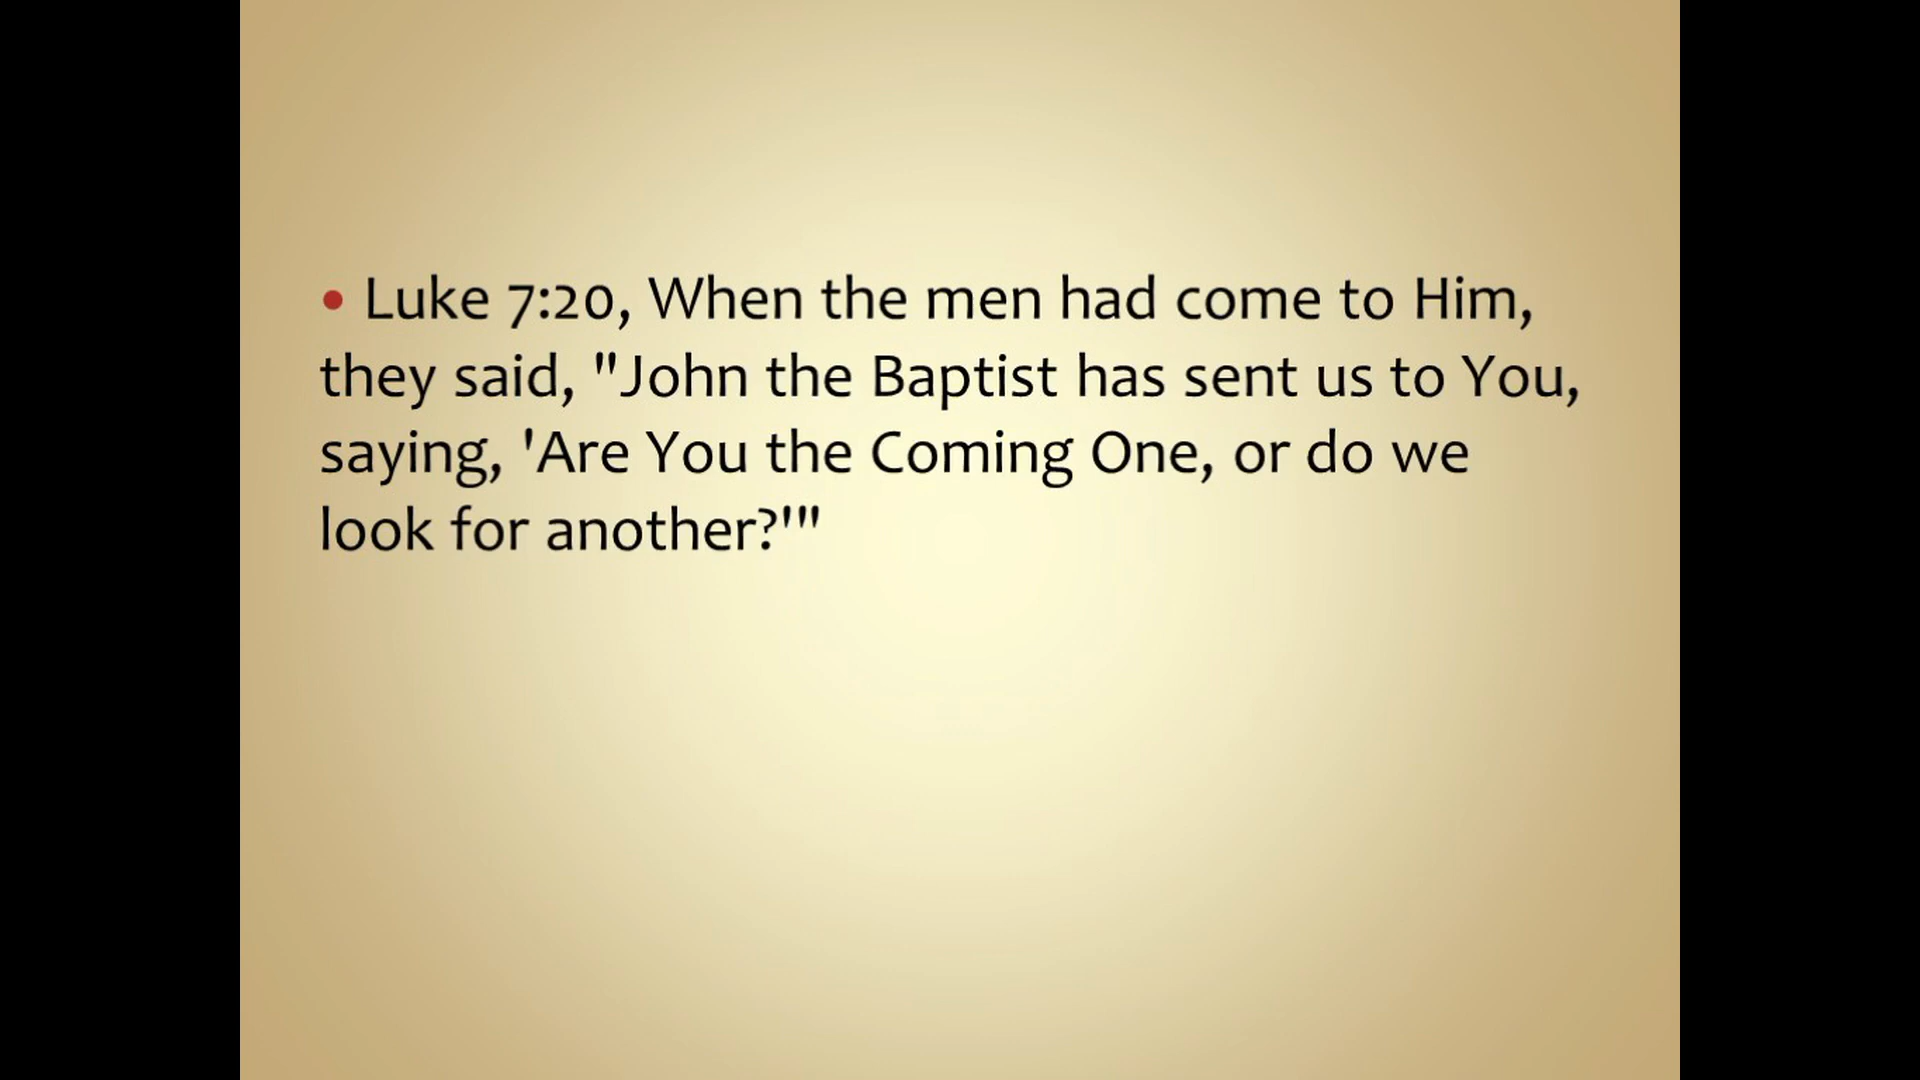 • Luke 7:20, When the men had come to Him,
they said, "John the Baptist has sent us to You,
saying, 'Are You the Coming One, or do we
look for another?'"